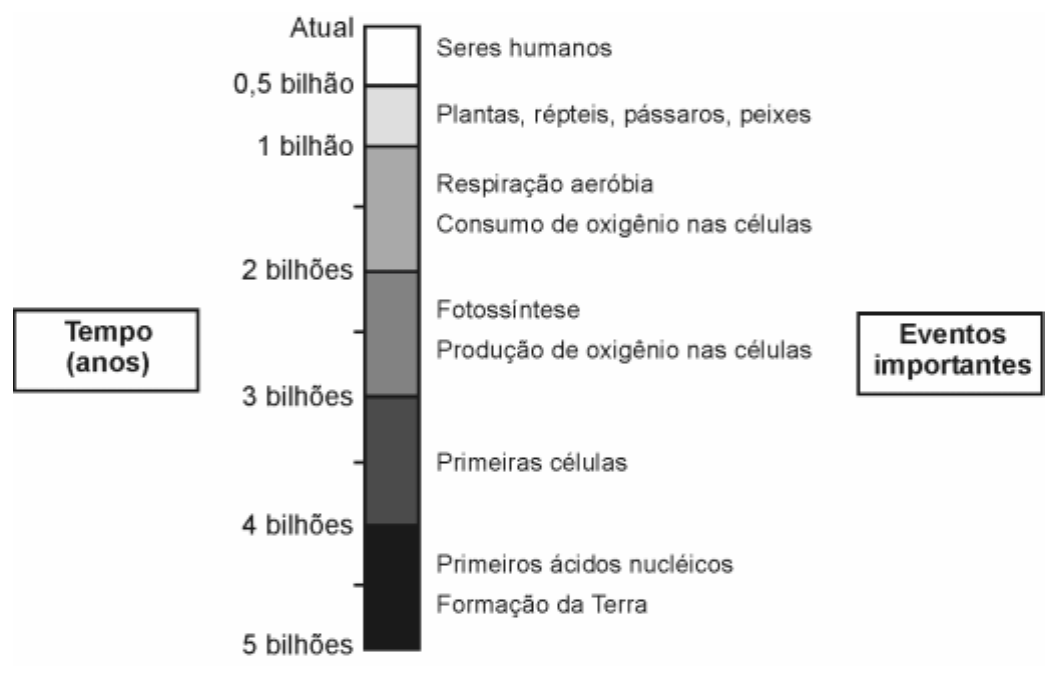 Atual
Seres humanos
0,5 bilhão
Plantas, répteis, pássaros, peixes
1 bilhão
Respiração aeróbia
Consumo de oxigênio nas células
2 bilhões
Fotossíntese
Produção de oxigênio nas células
Tempo
(anos)
Eventos
importantes
3 bilhões
Primeiras células
4 bilhões
Primeiros ácidos nucléicos
Formação da Terra
5 bilhões